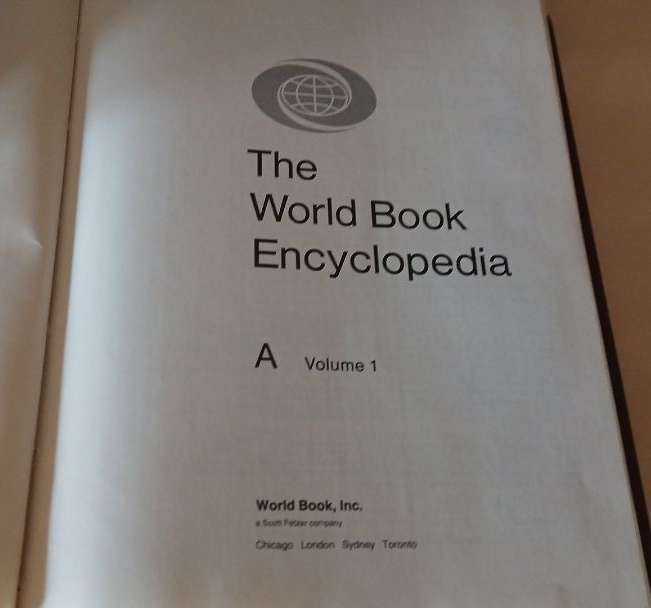 The
World Book
Encyclopedia
A Volume 1
World Book, Inc.
a Scott Fetzer company
Chicago London Sydney Toronto